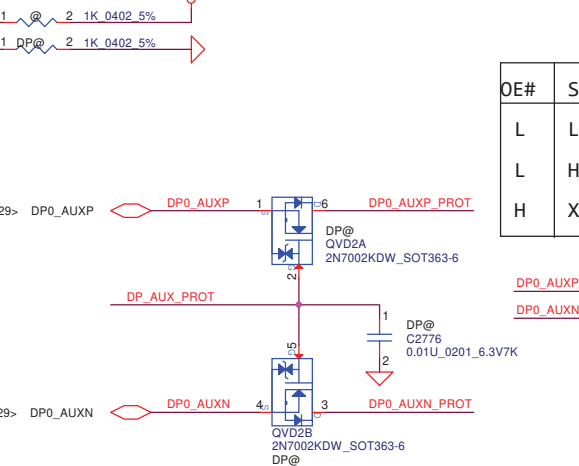 1 @ 2 1K_0402_5%
1 DP@ 2 1K_0402_5%
OE# S
L L
L H
H X
29> DP0_AUXP DP0_AUXP 1 S D 6 DP0_AUXP_PROT
DP@
QVD2A
2N7002KDW_SOT363-6
G
2
DP0_AUXP
DP_AUX_PROT
DP0_AUXN
1
DP@
C2776
0.01U_0201_6.3V7K
2
5
G
29> DP0_AUXN DP0_AUXN 4 S D 3 DP0_AUXN_PROT
QVD2B
2N7002KDW_SOT363-6
DP@